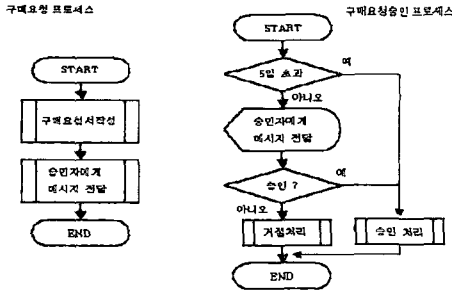 구매요청 프로세스
START
구매요청서작성
승인자에게
메시지 전달
END
구매요청승인 프로세스
START
5일 초과
예
아니오
승인자에게
메시지 전달
승인 ?
예
아니오
거절처리
승인 처리
END